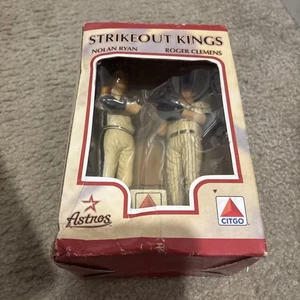 STRIKEOUT KINGS
NOLAN RYAN
ROGER CLEMENS
Astros
CITGO